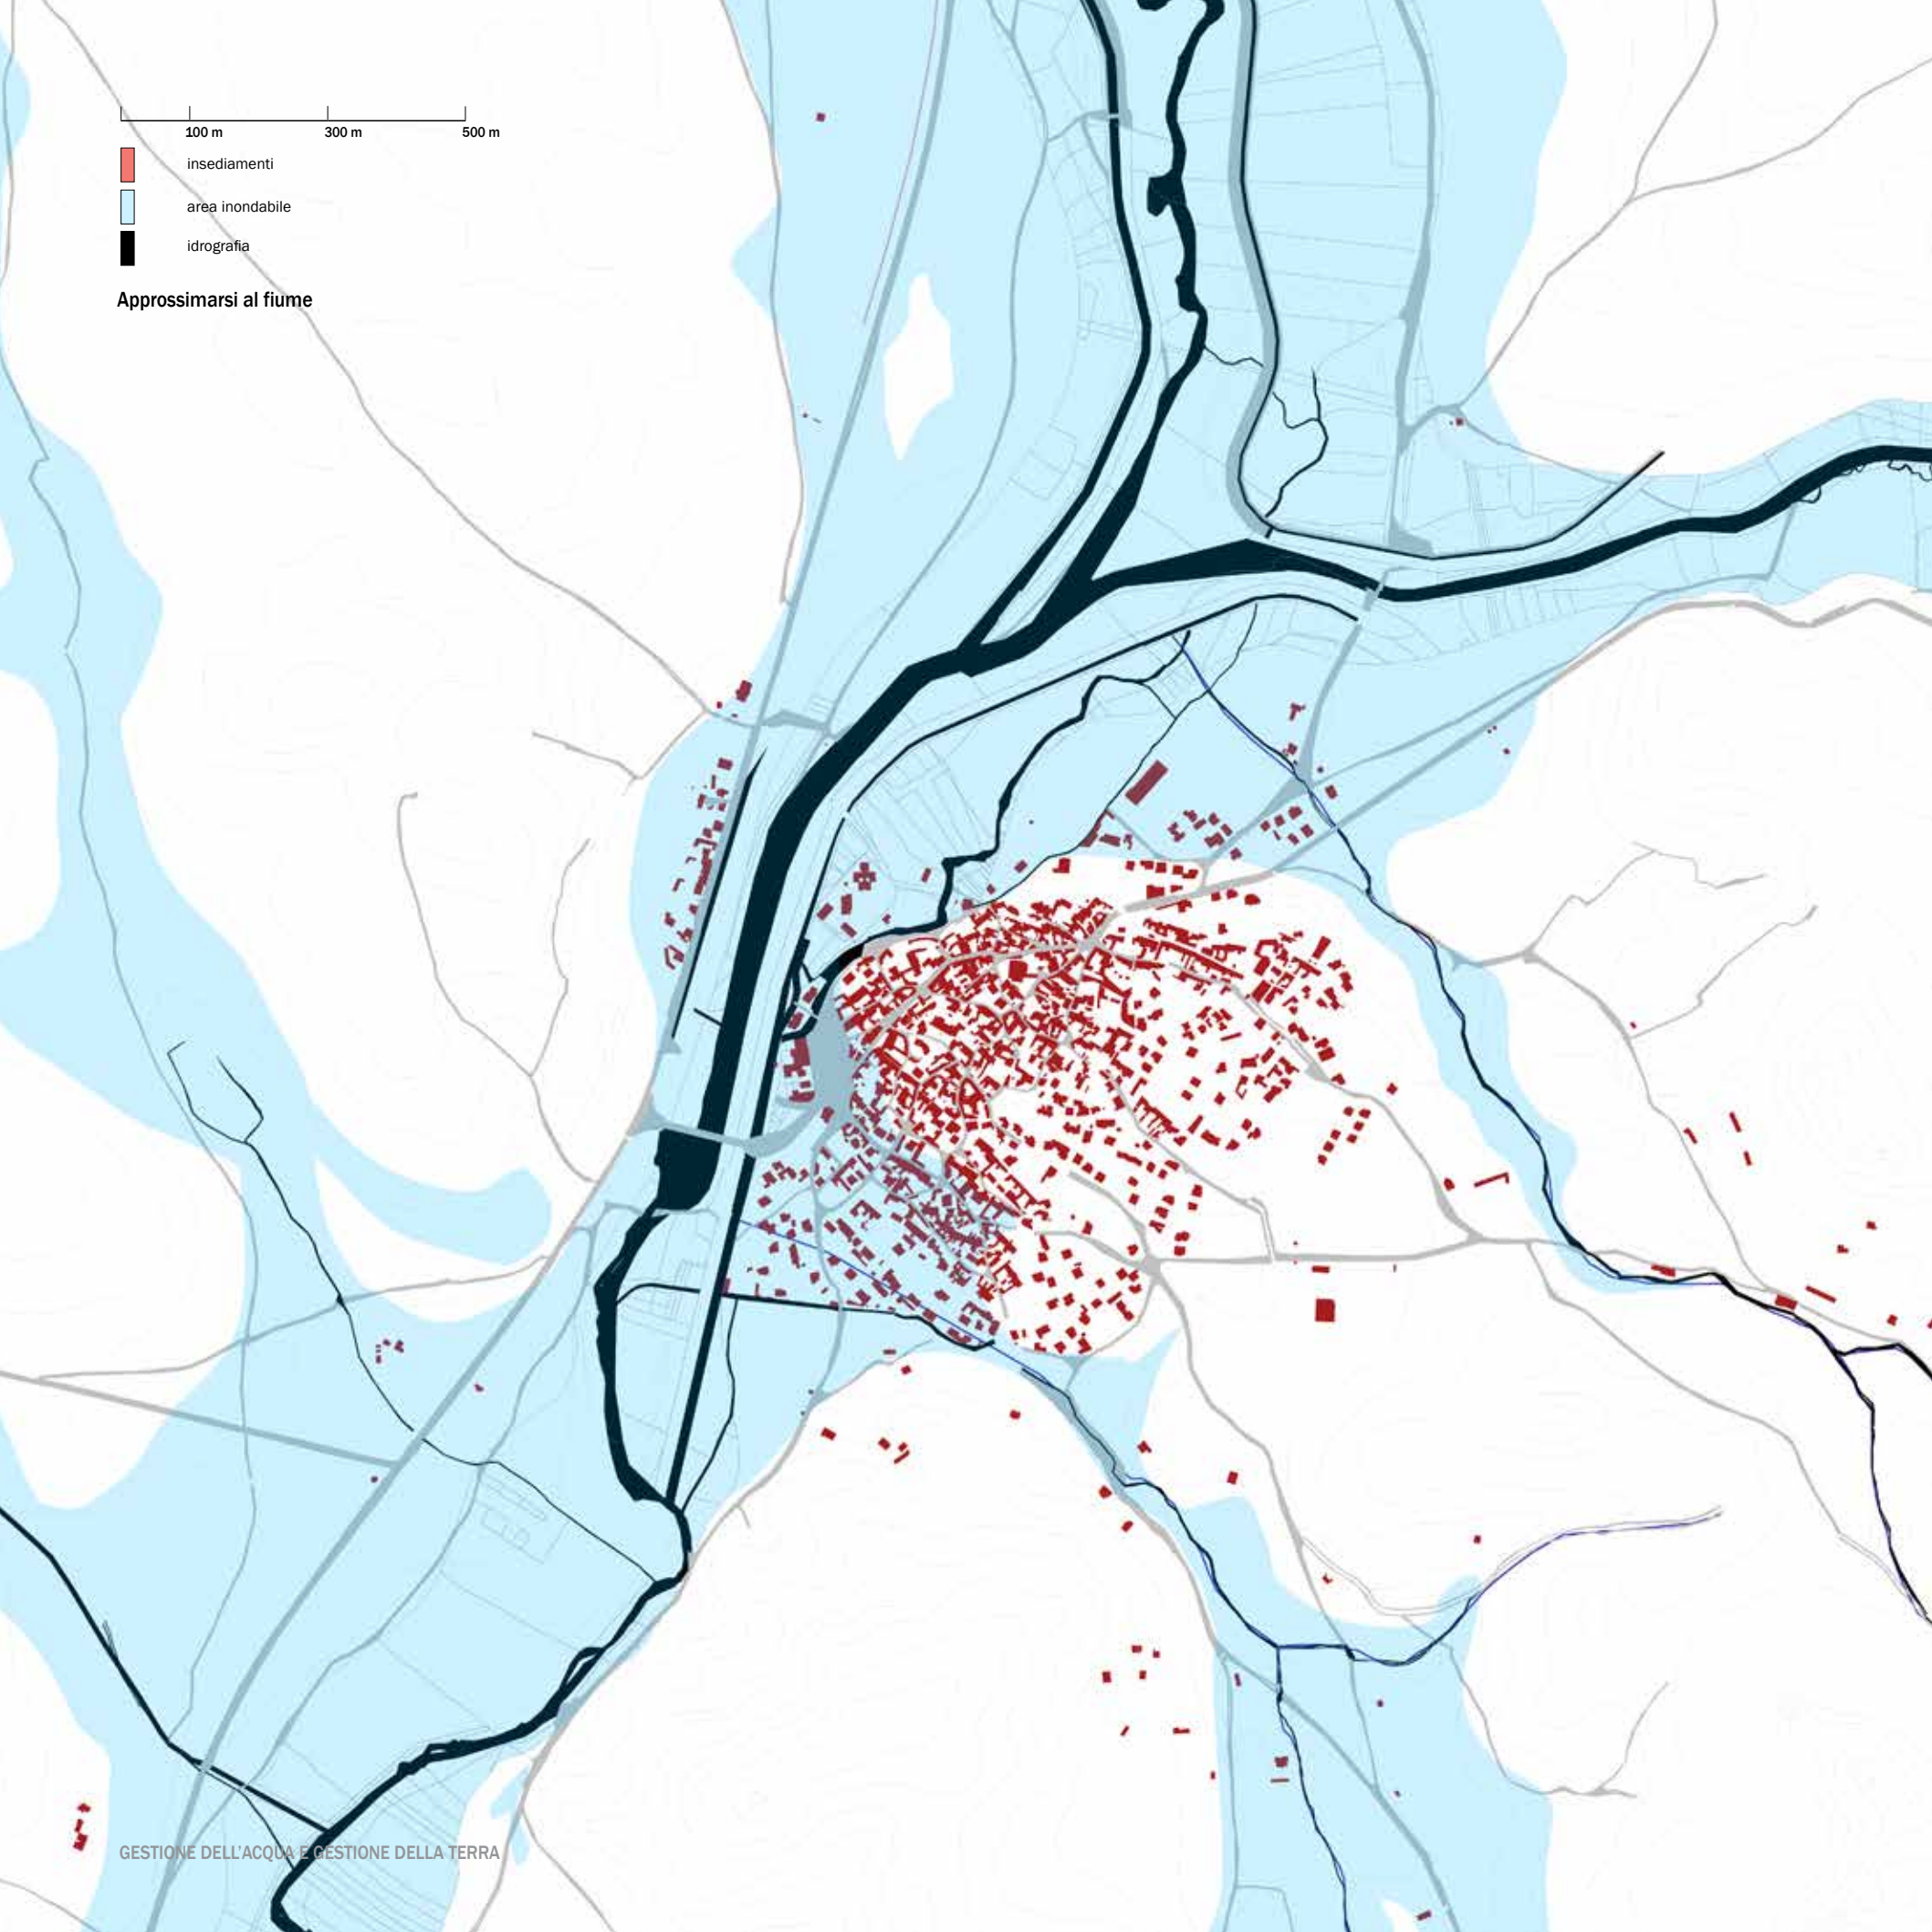 100 m 300 m 500 m
insediamenti
area inondabile
idrografia
Approssimarsi al fiume
GESTIONE DELL'ACQUA E GESTIONE DELLA TERRA